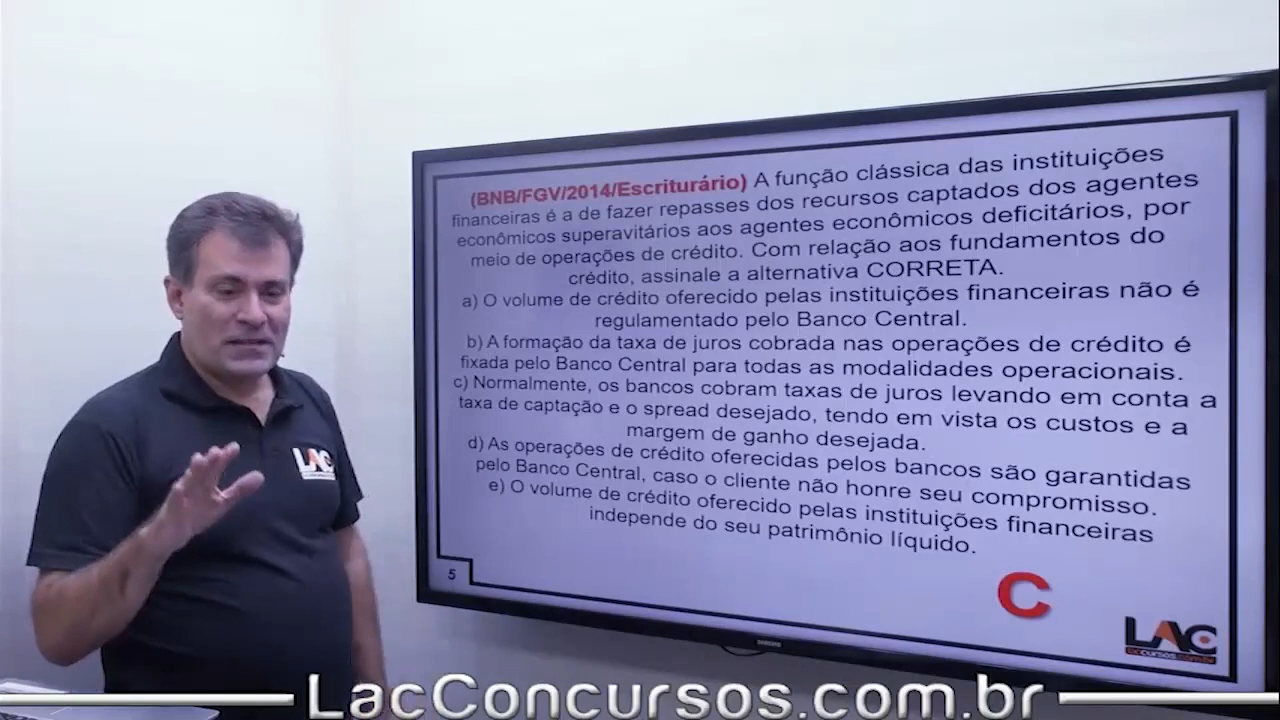 (BNB/FGV/2014/Escriturário) A função clássica das instituições
financeiras é a de fazer repasses dos recursos captados dos agentes
econômicos superavitários aos agentes econômicos deficitários, por
meio de operações de crédito. Com relação aos fundamentos do
crédito, assinale a alternativa CORRETA.
a) O volume de crédito oferecido pelas instituições financeiras não é
regulamentado pelo Banco Central.
b) A formação da taxa de juros cobrada nas operações de crédito é
fixada pelo Banco Central para todas as modalidades operacionais.
c) Normalmente, os bancos cobram taxas de juros levando em conta a
taxa de captação e o spread desejado, tendo em vista os custos e a
margem de ganho desejada.
d) As operações de crédito oferecidas pelos bancos são garantidas
pelo Banco Central, caso o cliente não honre seu compromisso.
e) O volume de crédito oferecido pelas instituições financeiras
independe do seu patrimônio líquido.
5
C
LAC
LAC
SAMSUNG
LacConcursos.com.br